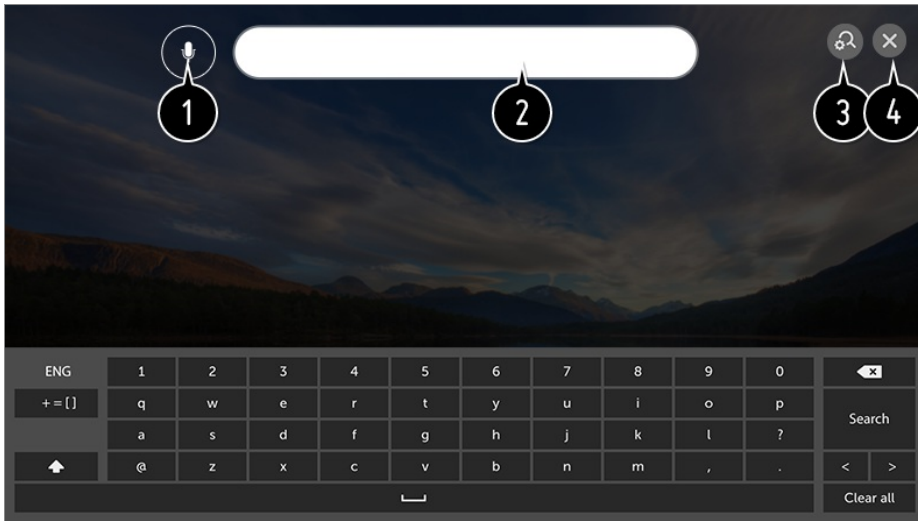 1 2 3 4
ENG 1 2 3 4 5 6 7 8 9 0
+=[] q w e r t y u i o p
Search
a s d f g h j k l ?
@ z x c v b n m , . < >
Clear all